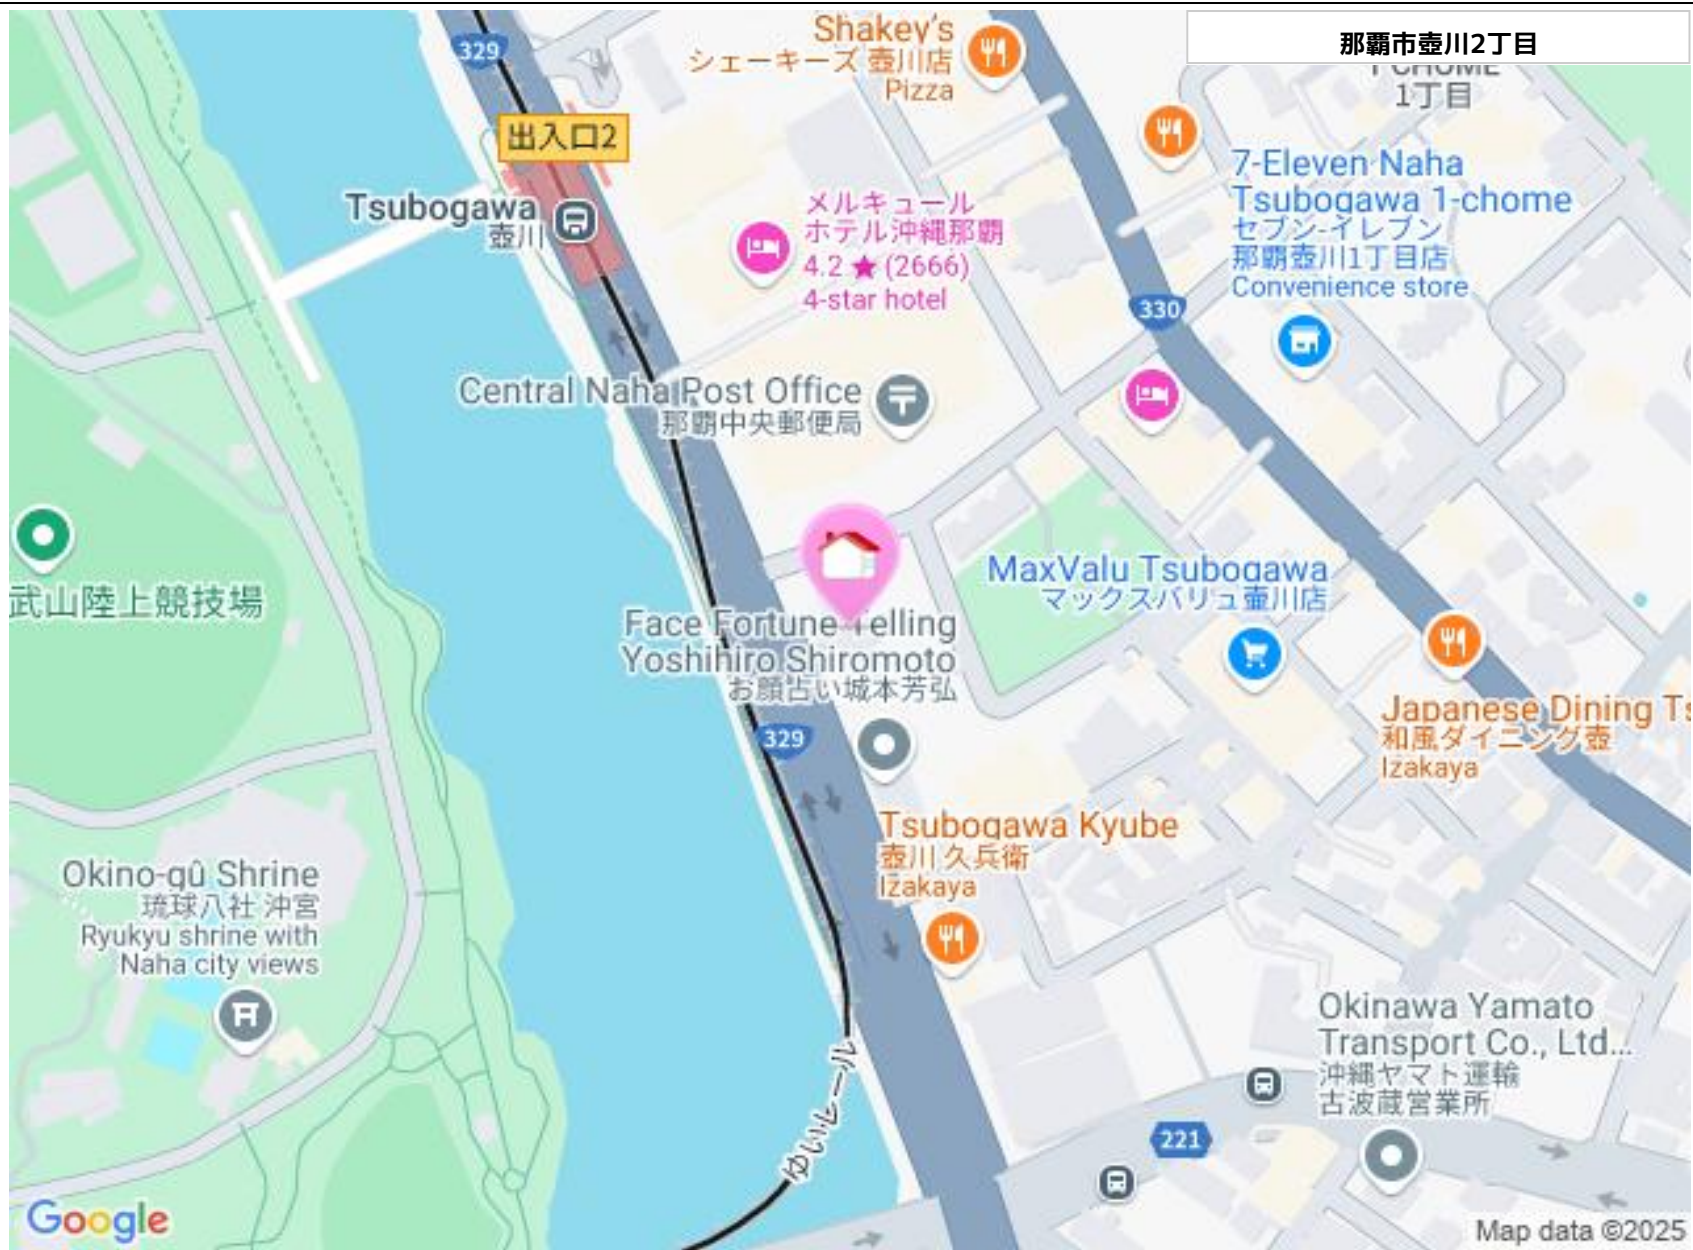 那覇市壺川2丁目
329
Shakey's
シェーキーズ 壺川店
Pizza
1丁目
出入口2
Tsubogawa
壺川
メルキュール
ホテル沖縄那覇
4.2 ★ (2666)
4-star hotel
7-Eleven Naha
Tsubogawa 1-chome
セブン-イレブン
那覇壺川1丁目店
Convenience store
330
Central Naha Post Office
那覇中央郵便局
武山陸上競技場
MaxValu Tsubogawa
マックスバリュ壷川店
Face Fortune Telling
Yoshihiro Shiromoto
お顔占い城本芳弘
329
Japanese Dining Ts
和風ダイニング壺
Izakaya
Tsubogawa Kyube
壺川 久兵衛
Izakaya
Okino-gû Shrine
琉球八社 沖宮
Ryukyu shrine with
Naha city views
Okinawa Yamato
Transport Co., Ltd...
沖縄ヤマト運輸
古波蔵営業所
ゆいレール
221
Google
Map data ©2025